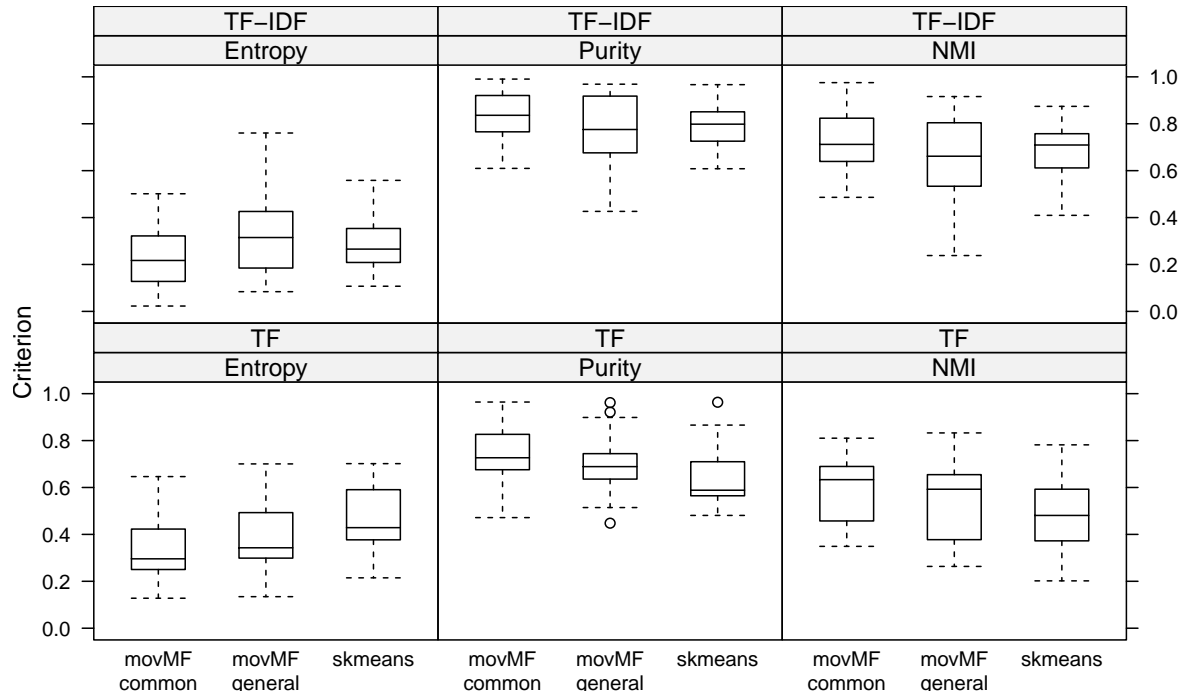 TF−IDF TF−IDF TF−IDF
Entropy Purity NMI
1.0
0.8
0.6
0.4
0.2
0.0
TF TF TF
Entropy Purity NMI
Criterion
1.0
0.8
0.6
0.4
0.2
0.0
movMF movMF skmeans movMF movMF skmeans movMF movMF skmeans
common general common general common general